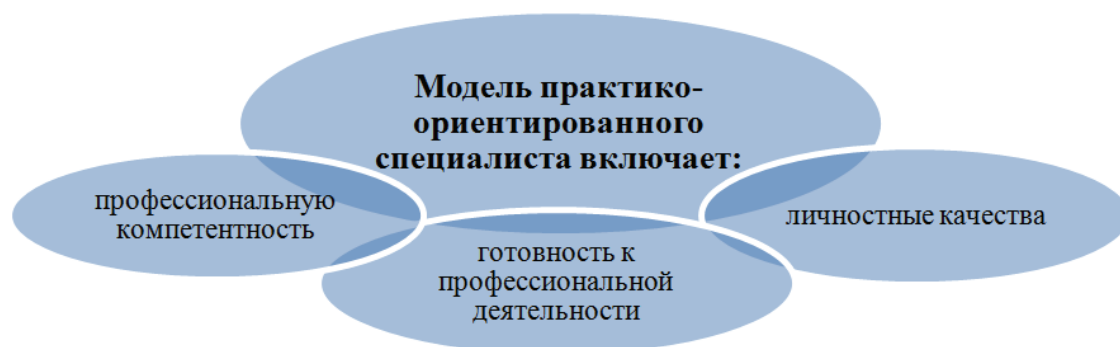 Модель практико-
ориентированного
специалиста включает:
профессиональную
компетентность
готовность к
профессиональной
деятельности
личностные качества